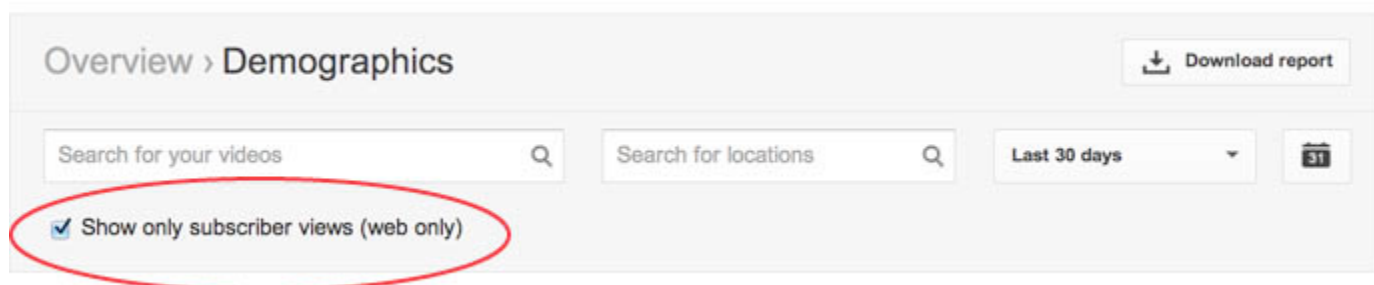 Overview › Demographics
Download report
Search for your videos
Search for locations
Last 30 days
31
Show only subscriber views (web only)